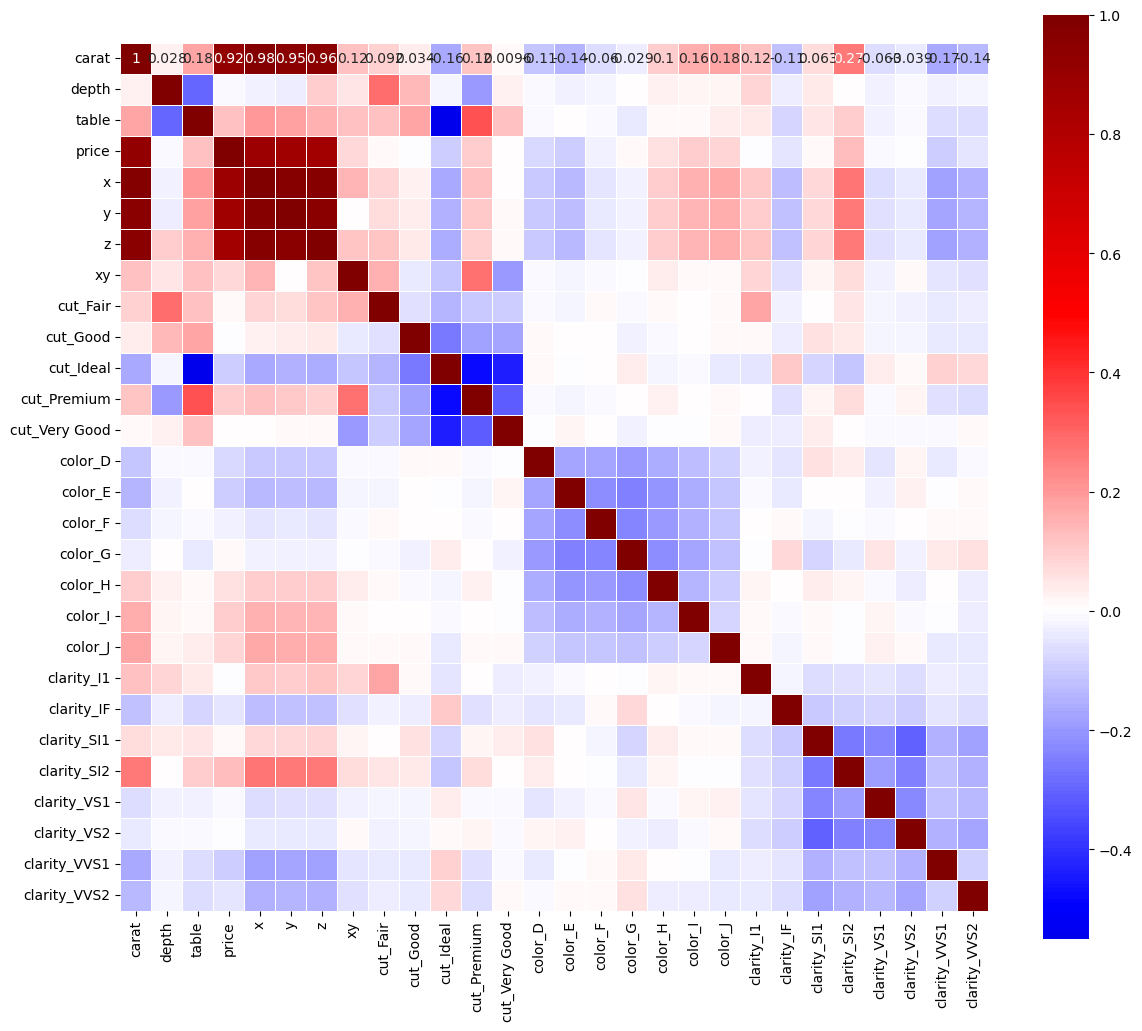 carat 1 0.028 0.18 0.92 0.98 0.95 0.96 0.12 0.092 0.034 -0.16 0.12 0.0096 -0.11 -0.14 -0.06 -0.029 0.1 0.16 0.18 0.12 -0.11 0.063 0.27 -0.063 -0.039 -0.17 -0.14
depth
table
price
x
y
z
xy
cut_Fair
cut_Good
cut_Ideal
cut_Premium
cut_Very Good
color_D
color_E
color_F
color_G
color_H
color_I
color_J
clarity_I1
clarity_IF
clarity_SI1
clarity_SI2
clarity_VS1
clarity_VS2
clarity_VVS1
clarity_VVS2
carat
depth
table
price
x
y
z
xy
cut_Fair
cut_Good
cut_Ideal
cut_Premium
cut_Very Good
color_D
color_E
color_F
color_G
color_H
color_I
color_J
clarity_I1
clarity_IF
clarity_SI1
clarity_SI2
clarity_VS1
clarity_VS2
clarity_VVS1
clarity_VVS2
1.0
0.8
0.6
0.4
0.2
0.0
−0.2
−0.4